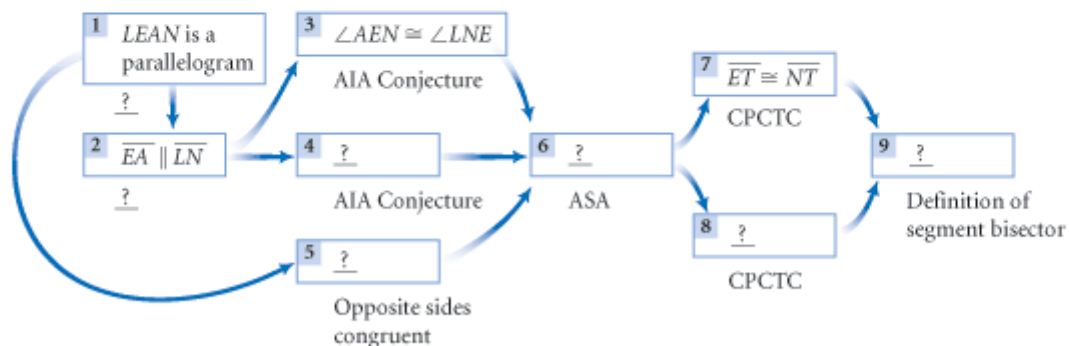 1 LEAN is a
parallelogram
?
2 EA ∥ LN
?
3 ∠AEN ≅ ∠LNE
AIA Conjecture
4 ?
AIA Conjecture
5 ?
Opposite sides
congruent
6 ?
ASA
7 ET ≅ NT
CPCTC
8 ?
CPCTC
9 ?
Definition of
segment bisector